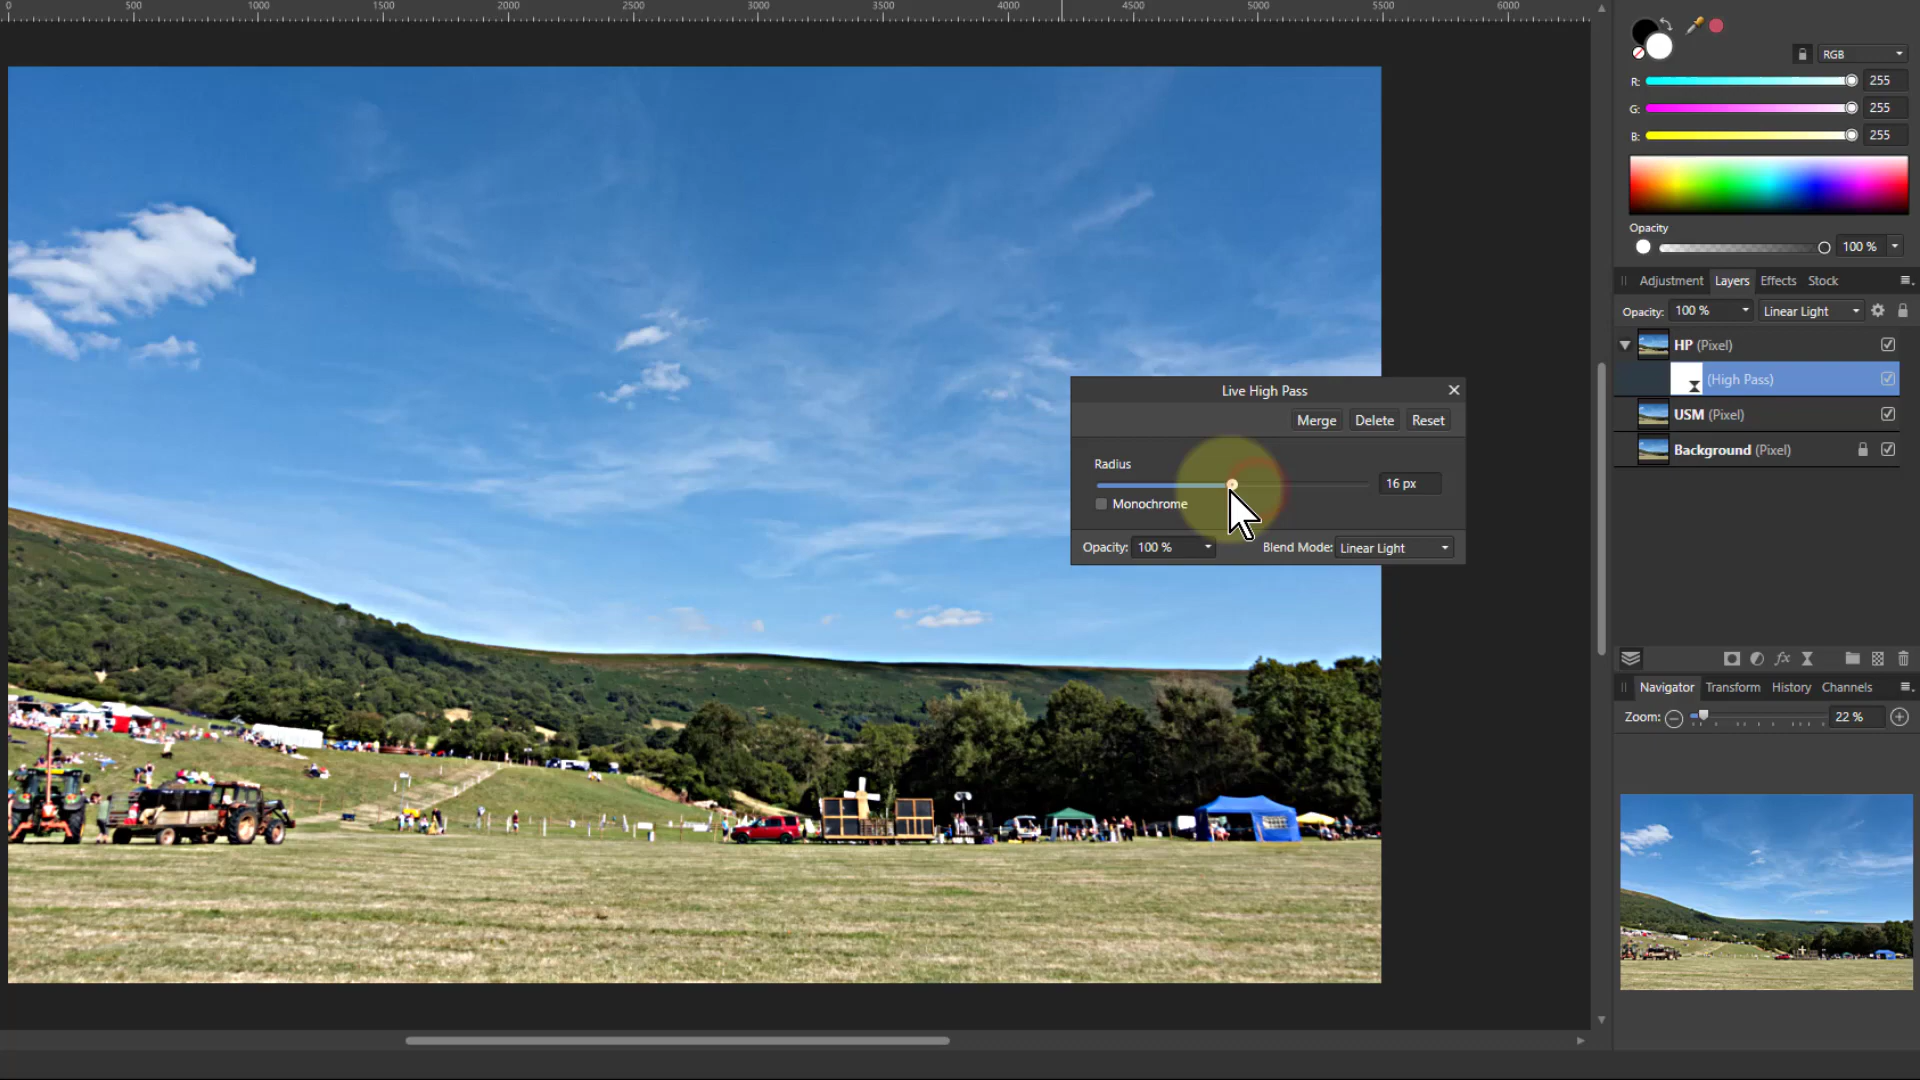 0 500 1000 1500 2000 2500 3000 3500 4000 4500 5000 5500 6000
RGB
R: 255
G: 255
B: 255
Opacity
100 %
Adjustment Layers Effects Stock
Opacity: 100 % Linear Light
HP (Pixel)
(High Pass)
USM (Pixel)
Background (Pixel)
Live High Pass
Merge Delete Reset
Radius
16 px
Monochrome
Opacity: 100 % Blend Mode: Linear Light
fx
Navigator Transform History Channels
Zoom: 22 %